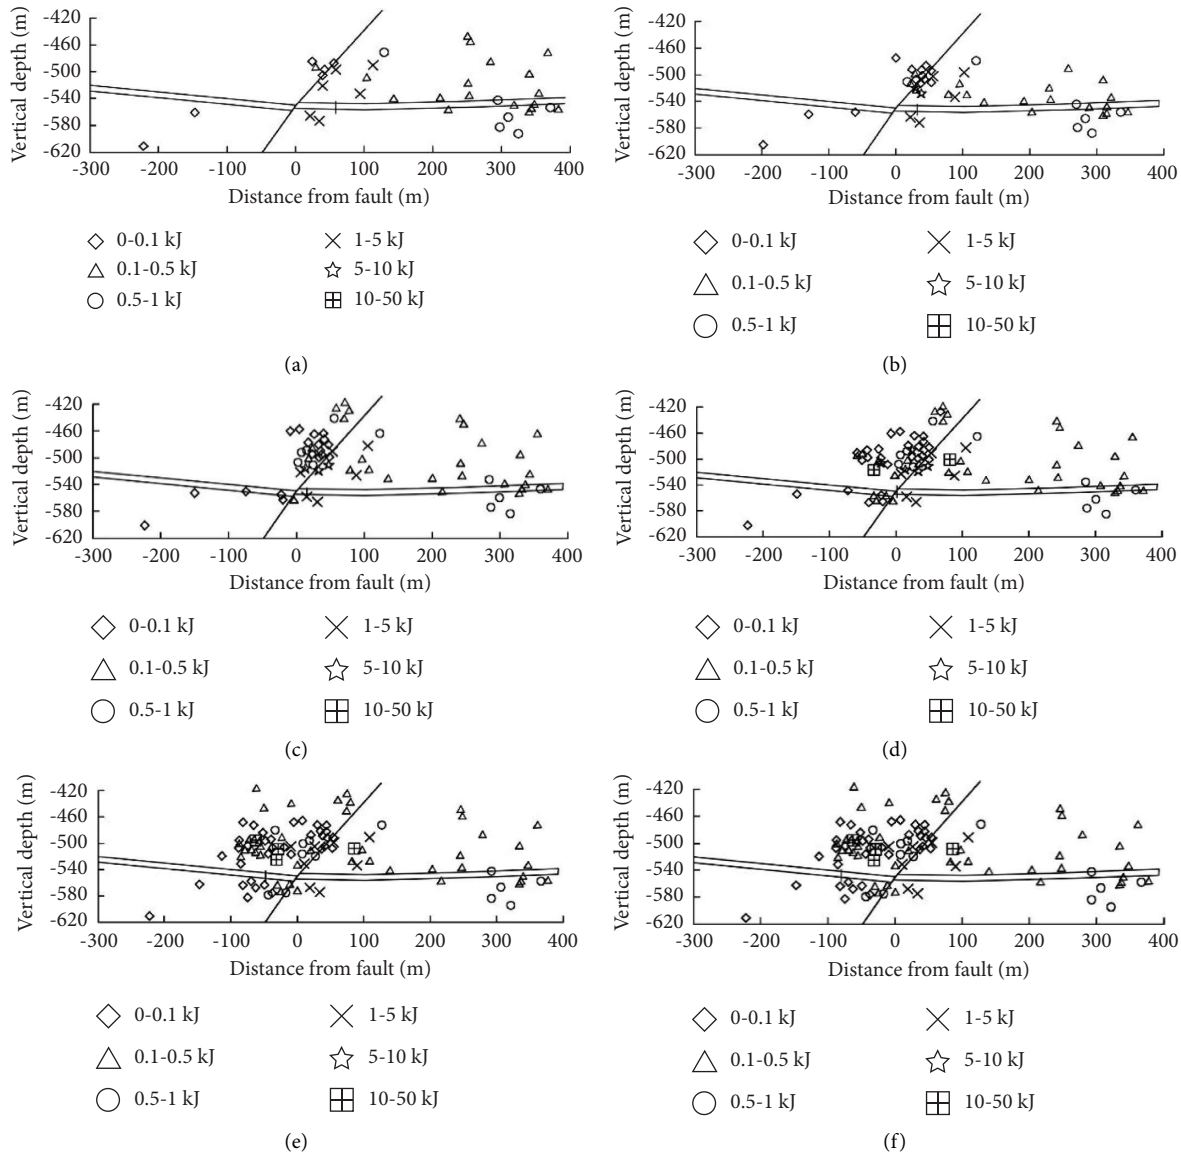 -420
-460
-500
-540
-580
-620
Vertical depth (m)
-300 -200 -100 0 100 200 300 400
Distance from fault (m)
0-0.1 kJ 1-5 kJ
0.1-0.5 kJ 5-10 kJ
0.5-1 kJ 10-50 kJ
(a)
-420
-460
-500
-540
-580
-620
Vertical depth (m)
-300 -200 -100 0 100 200 300 400
Distance from fault (m)
0-0.1 kJ 1-5 kJ
0.1-0.5 kJ 5-10 kJ
0.5-1 kJ 10-50 kJ
(b)
-420
-460
-500
-540
-580
-620
Vertical depth (m)
-300 -200 -100 0 100 200 300 400
Distance from fault (m)
0-0.1 kJ 1-5 kJ
0.1-0.5 kJ 5-10 kJ
0.5-1 kJ 10-50 kJ
(c)
-420
-460
-500
-540
-580
-620
Vertical depth (m)
-300 -200 -100 0 100 200 300 400
Distance from fault (m)
0-0.1 kJ 1-5 kJ
0.1-0.5 kJ 5-10 kJ
0.5-1 kJ 10-50 kJ
(d)
-420
-460
-500
-540
-580
-620
Vertical depth (m)
-300 -200 -100 0 100 200 300 400
Distance from fault (m)
0-0.1 kJ 1-5 kJ
0.1-0.5 kJ 5-10 kJ
0.5-1 kJ 10-50 kJ
(e)
-420
-460
-500
-540
-580
-620
Vertical depth (m)
-300 -200 -100 0 100 200 300 400
Distance from fault (m)
0-0.1 kJ 1-5 kJ
0.1-0.5 kJ 5-10 kJ
0.5-1 kJ 10-50 kJ
(f)